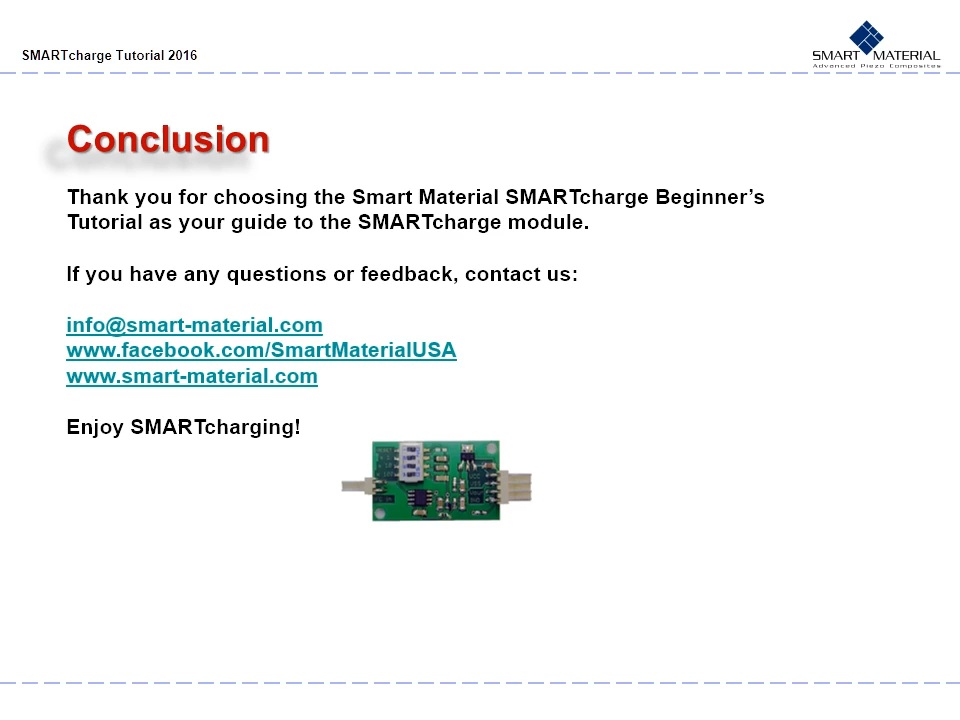 SMARTcharge Tutorial 2016
SMART MATERIAL
Advanced Piezo Composites
Conclusion
Thank you for choosing the Smart Material SMARTcharge Beginner’s
Tutorial as your guide to the SMARTcharge module.
If you have any questions or feedback, contact us:
info@smart-material.com
www.facebook.com/SmartMaterialUSA
www.smart-material.com
Enjoy SMARTcharging!